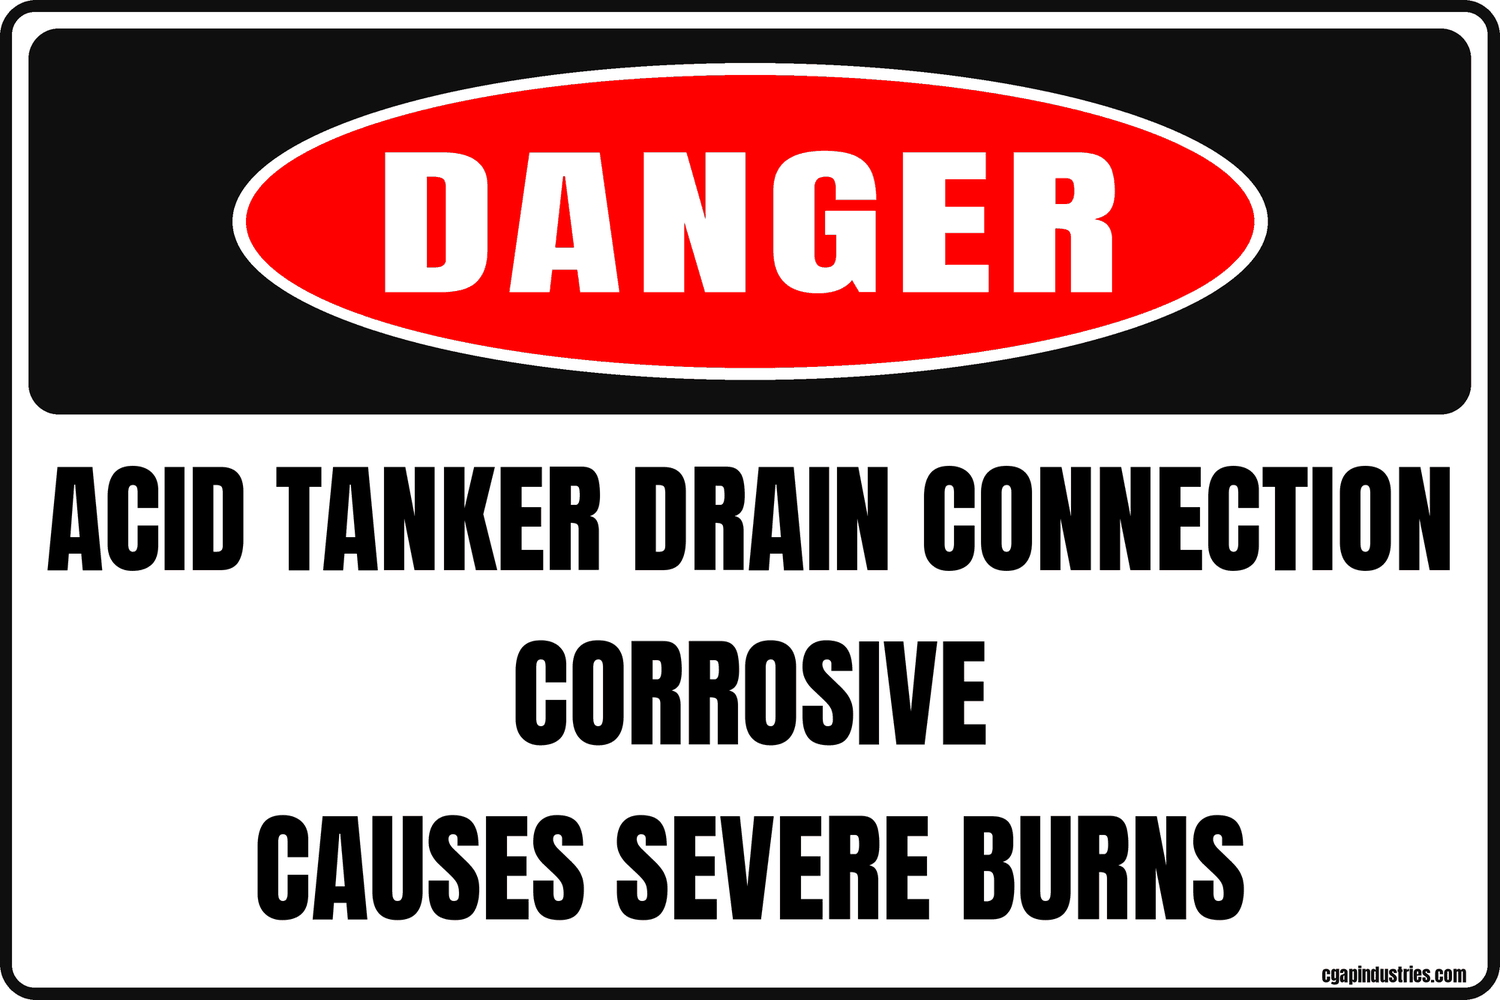 DANGER
ACID TANKER DRAIN CONNECTION
CORROSIVE
CAUSES SEVERE BURNS
cgapindustries.com